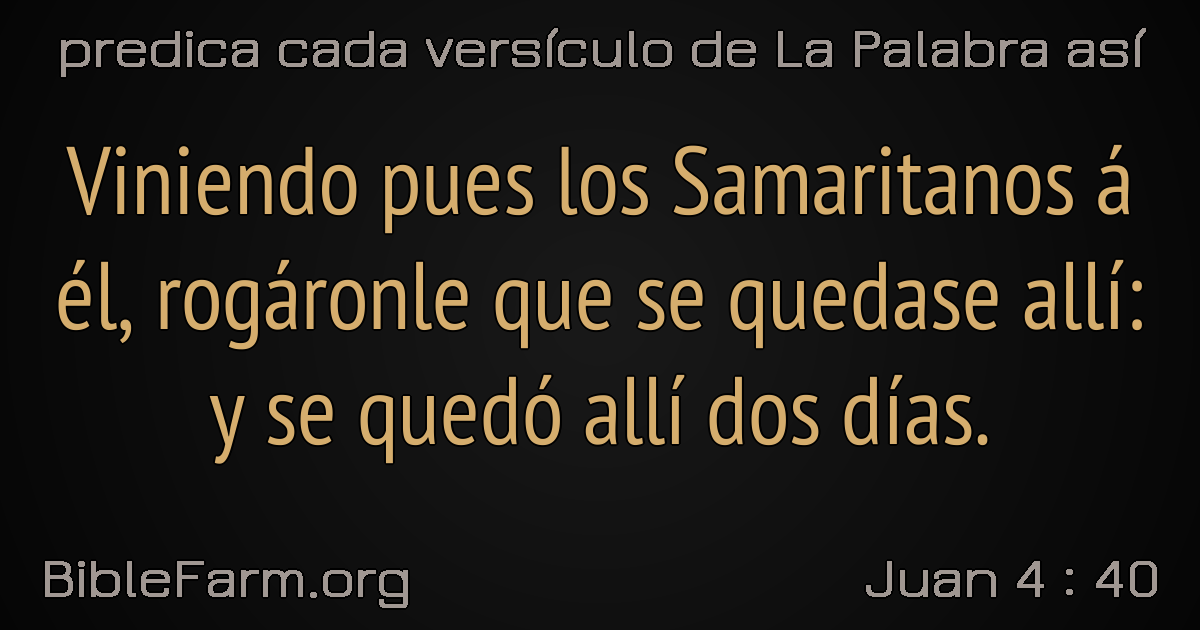 predica cada versículo de La Palabra así
Viniendo pues los Samaritanos á
él, rogáronle que se quedase allí:
y se quedó allí dos días.
BibleFarm.org
Juan 4 : 40